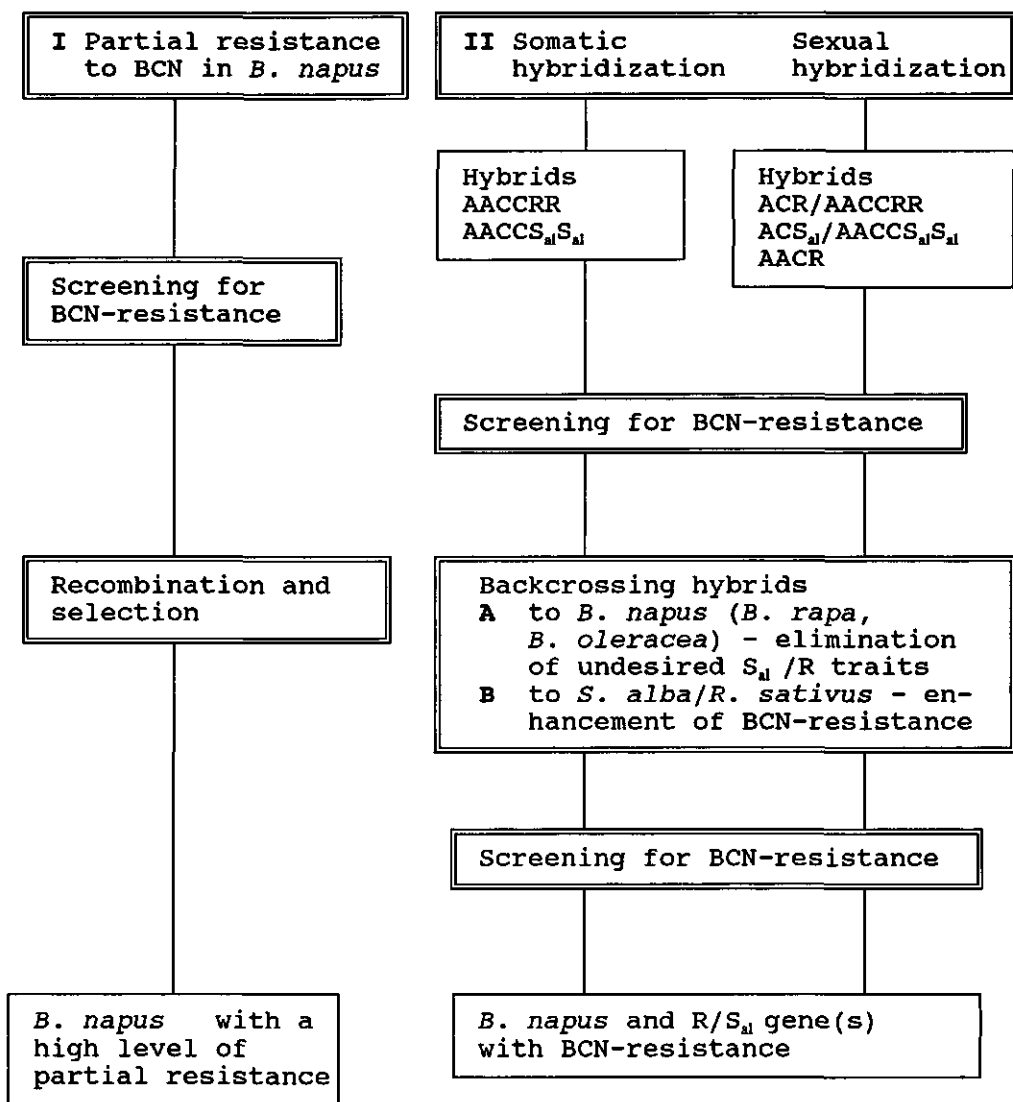 I Partial resistance
to BCN in B. napus
II Somatic hybridization
Sexual hybridization
Hybrids
AACCRR
AACCSalSal
Hybrids
ACR/AACCRR
ACSal/AACCSalSal
AACR
Screening for
BCN-resistance
Screening for BCN-resistance
Recombination and
selection
Backcrossing hybrids
A to B. napus (B. rapa,
B. oleracea) - elimination
of undesired Sal /R traits
B to S. alba/R. sativus - en-
hancement of BCN-resistance
Screening for BCN-resistance
B. napus with a
high level of
partial resistance
B. napus and R/Sal gene(s)
with BCN-resistance